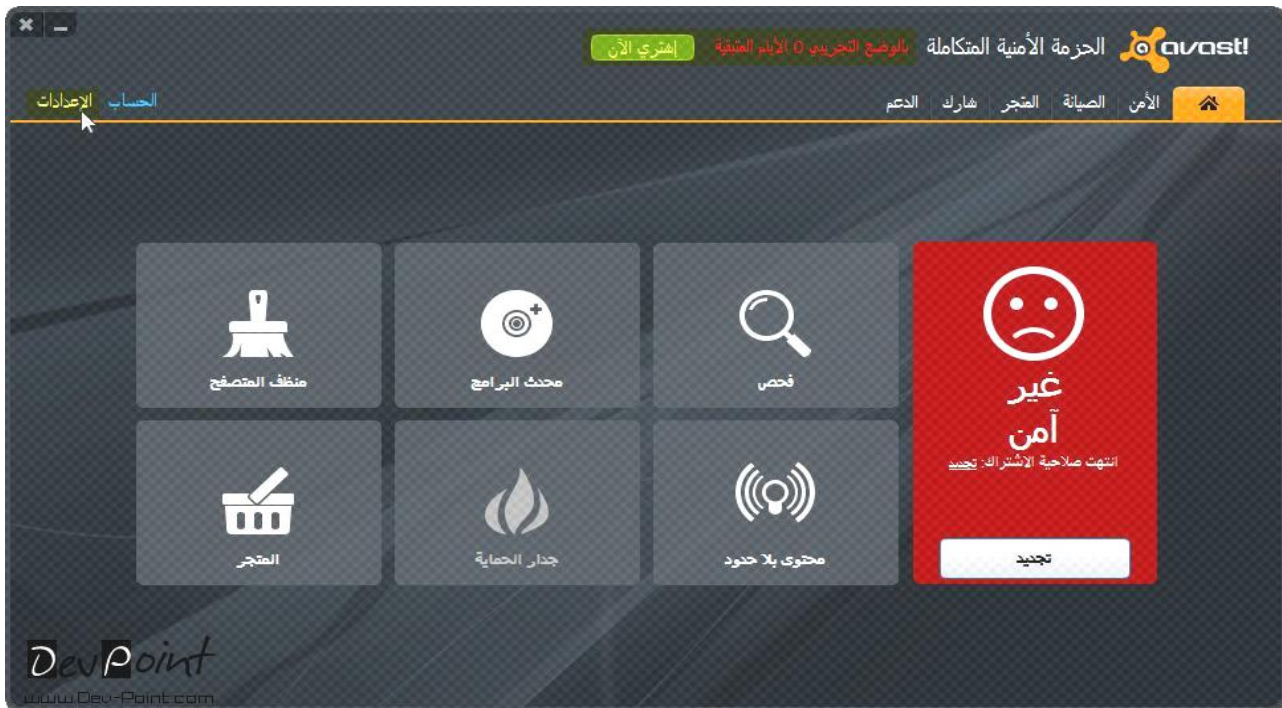 avast! الحزمة الأمنية المتكاملة بالوضع التجريبي 0 الأيام المتبقية إشتري الآن
الأمن الصيانة المتجر شارك الدعم الحساب الإعدادات
غير
آمن
انتهت صلاحية الاشتراك: تجديد
تجديد
فحص
محدث البرامج
منظف المتصفح
محتوى بلا حدود
جدار الحماية
المتجر
DevPoint
www.Dev-Point.com